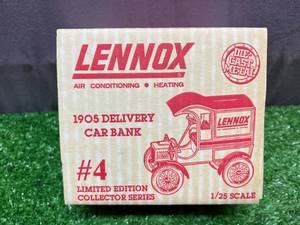 LENNOX
AIR CONDITIONING • HEATING
DIE
CAST
METAL
1905 DELIVERY
CAR BANK
LENNOX
#4
LIMITED EDITION
COLLECTOR SERIES
1/25 SCALE